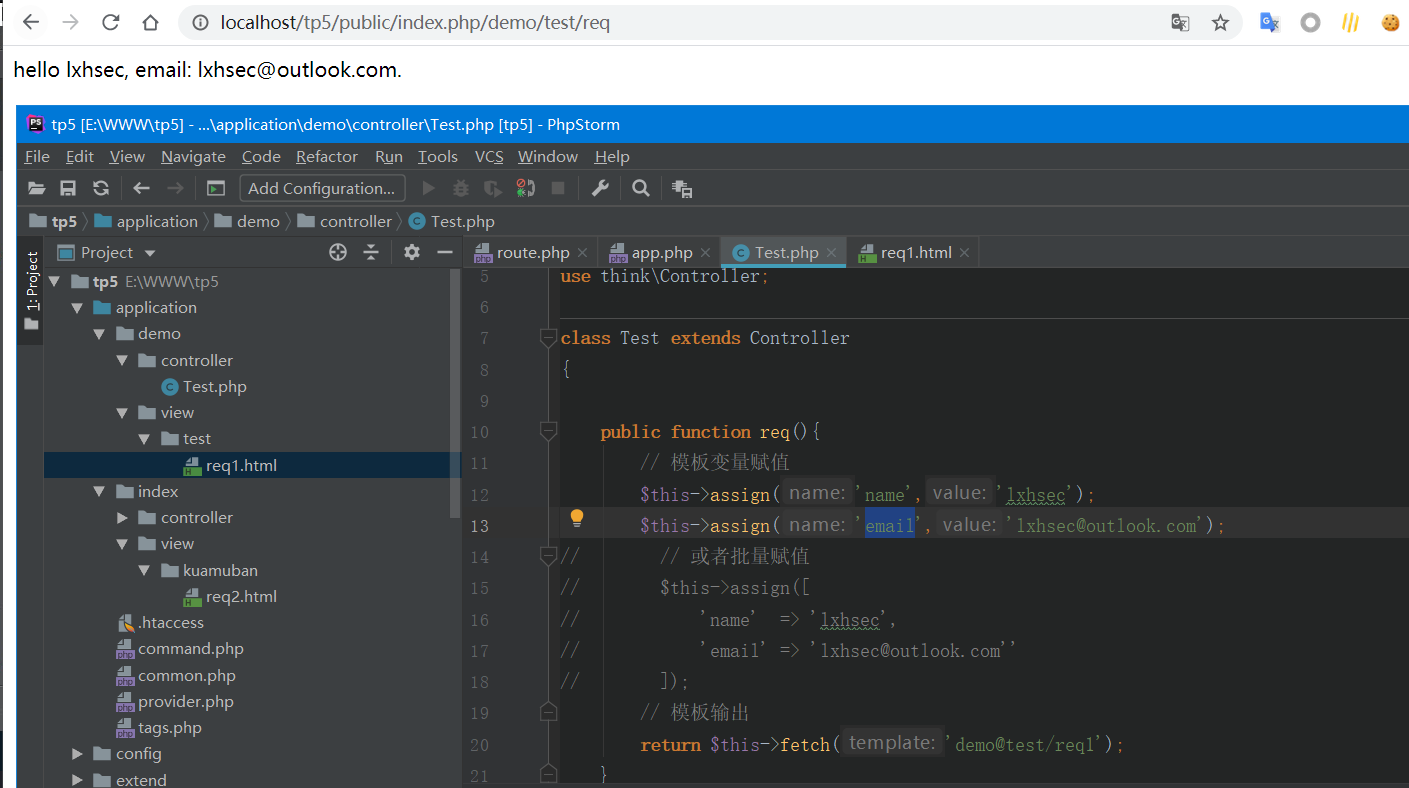 localhost/tp5/public/index.php/demo/test/req
hello lxhsec, email: lxhsec@outlook.com.
tp5 [E:\WWW\tp5] - ...\application\demo\controller\Test.php [tp5] - PhpStorm
File Edit View Navigate Code Refactor Run Tools VCS Window Help
Add Configuration...
tp5 application demo controller Test.php
1: Project
Project
route.php app.php Test.php req1.html
tp5 E:\WWW\tp5
application
demo
controller
Test.php
view
test
req1.html
index
controller
view
kuamuban
req2.html
.htaccess
command.php
common.php
provider.php
tags.php
config
extend
5 use think\Controller;
6
7 class Test extends Controller
8 {
9
10 public function req(){
11 // 模板变量赋值
12 $this->assign( name: 'name', value: 'lxhsec');
13 $this->assign( name: 'email', value: 'lxhsec@outlook.com');
14 // // 或者批量赋值
15 // $this->assign([
16 // 'name' => 'lxhsec',
17 // 'email' => 'lxhsec@outlook.com''
18 // ]);
19 // 模板输出
20 return $this->fetch( template: 'demo@test/req1');
21 }